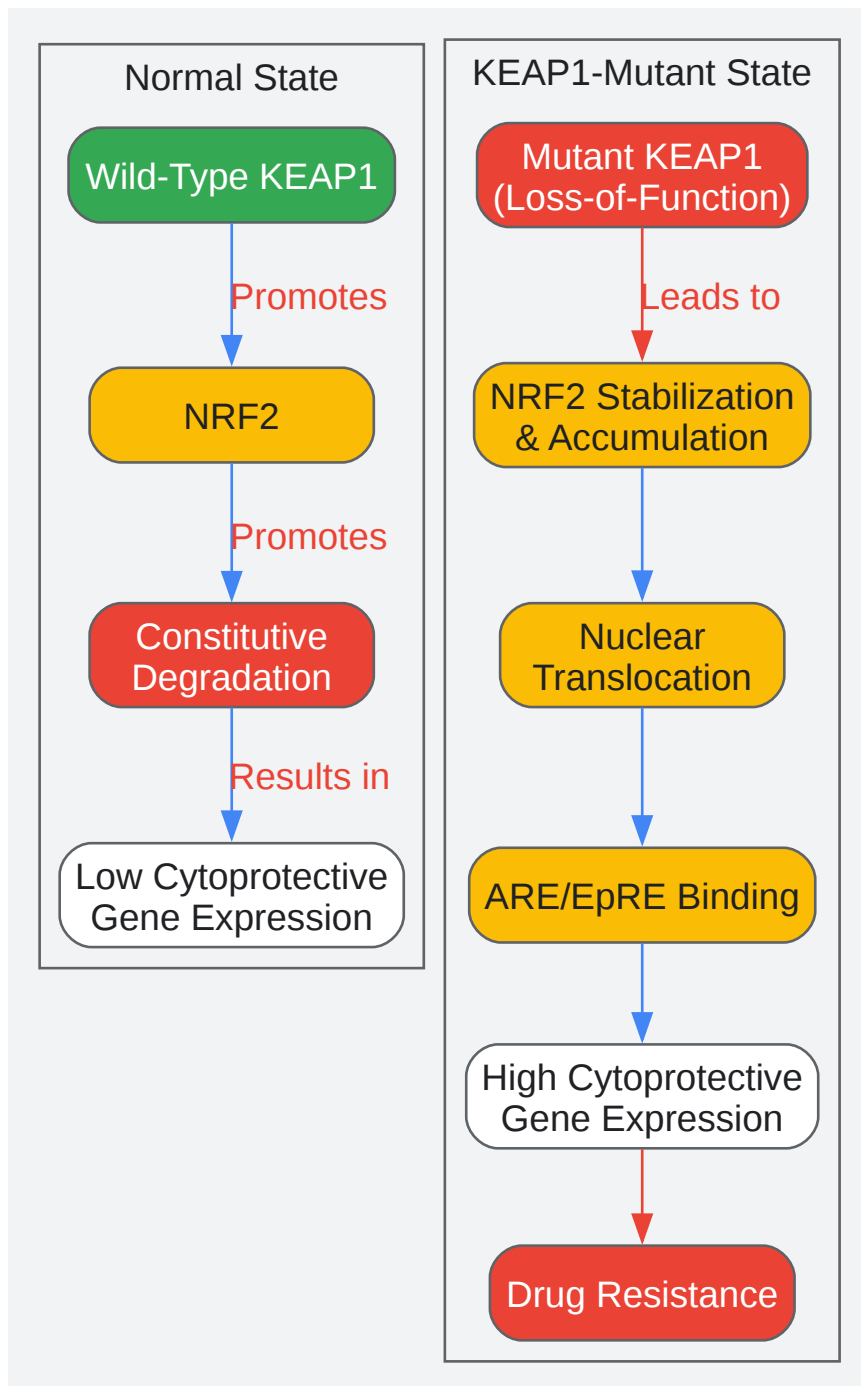 Normal State
Wild-Type KEAP1
Promotes
NRF2
Promotes
Constitutive
Degradation
Results in
Low Cytoprotective
Gene Expression
KEAP1-Mutant State
Mutant KEAP1
(Loss-of-Function)
Leads to
NRF2 Stabilization
& Accumulation
Nuclear
Translocation
ARE/EpRE Binding
High Cytoprotective
Gene Expression
Drug Resistance